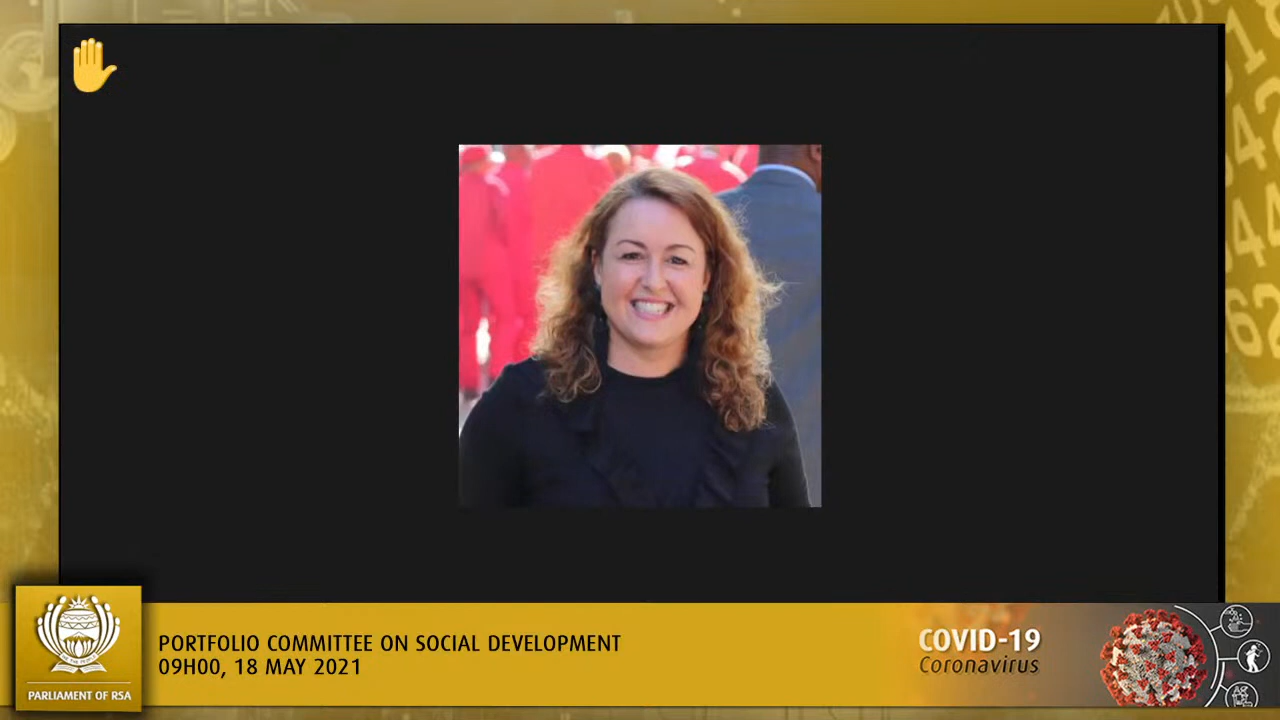 PORTFOLIO COMMITTEE ON SOCIAL DEVELOPMENT
09H00, 18 MAY 2021
PARLIAMENT OF RSA
COVID-19
Coronavirus